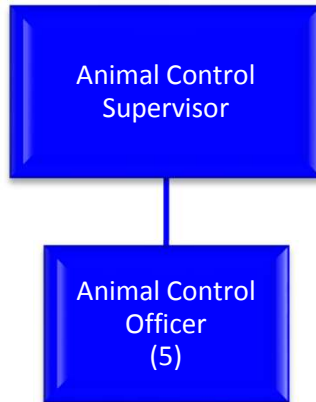 Animal Control
Supervisor
Animal Control
Officer
(5)